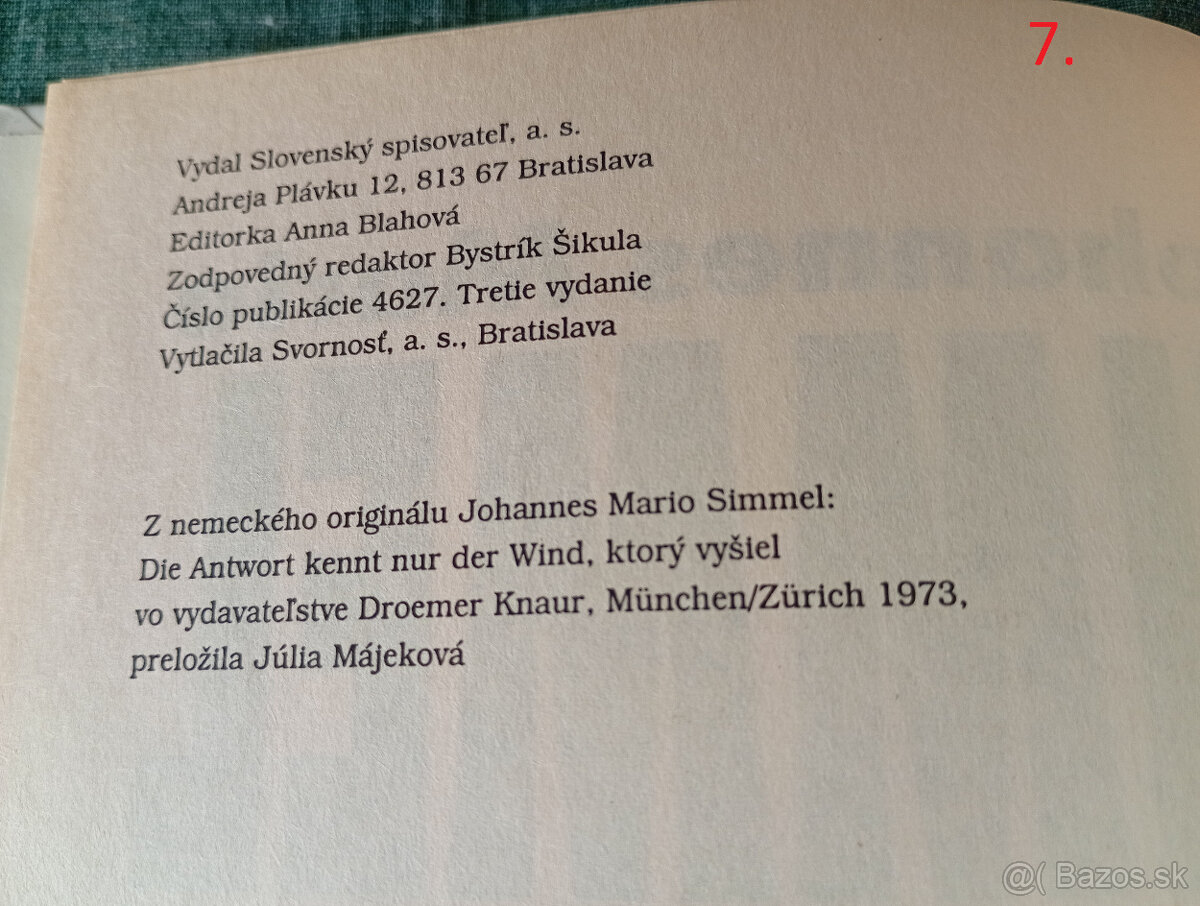 7.
Vydal Slovenský spisovateľ, a. s.
Andreja Plávku 12, 813 67 Bratislava
Editorka Anna Blahová
Zodpovedný redaktor Bystrík Šikula
Číslo publikácie 4627. Tretie vydanie
Vytlačila Svornosť, a. s., Bratislava
Z nemeckého originálu Johannes Mario Simmel:
Die Antwort kennt nur der Wind, ktorý vyšiel
vo vydavateľstve Droemer Knaur, München/Zürich 1973,
preložila Júlia Májeková
@( Bazos.sk